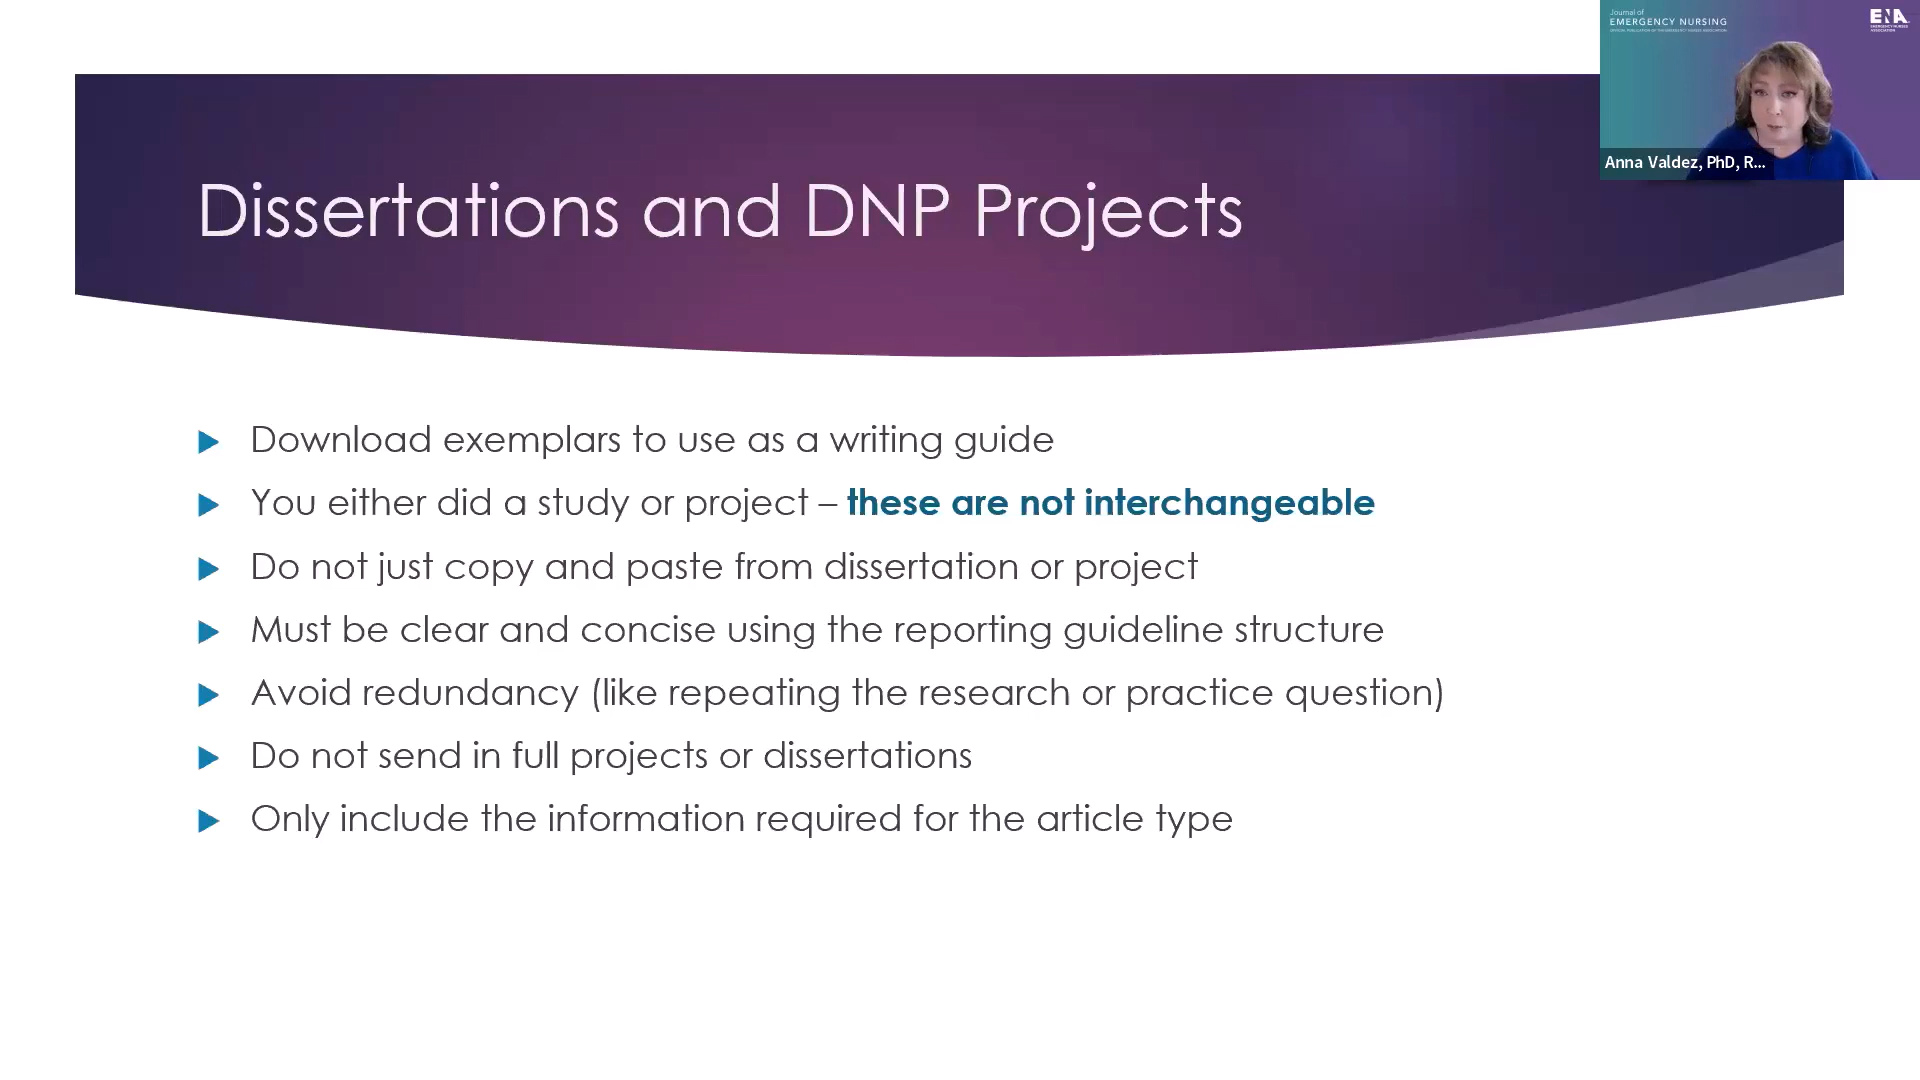 Journal of
EMERGENCY NURSING
ENA
Anna Valdez, PhD, R...
Dissertations and DNP Projects
Download exemplars to use as a writing guide
You either did a study or project – these are not interchangeable
Do not just copy and paste from dissertation or project
Must be clear and concise using the reporting guideline structure
Avoid redundancy (like repeating the research or practice question)
Do not send in full projects or dissertations
Only include the information required for the article type